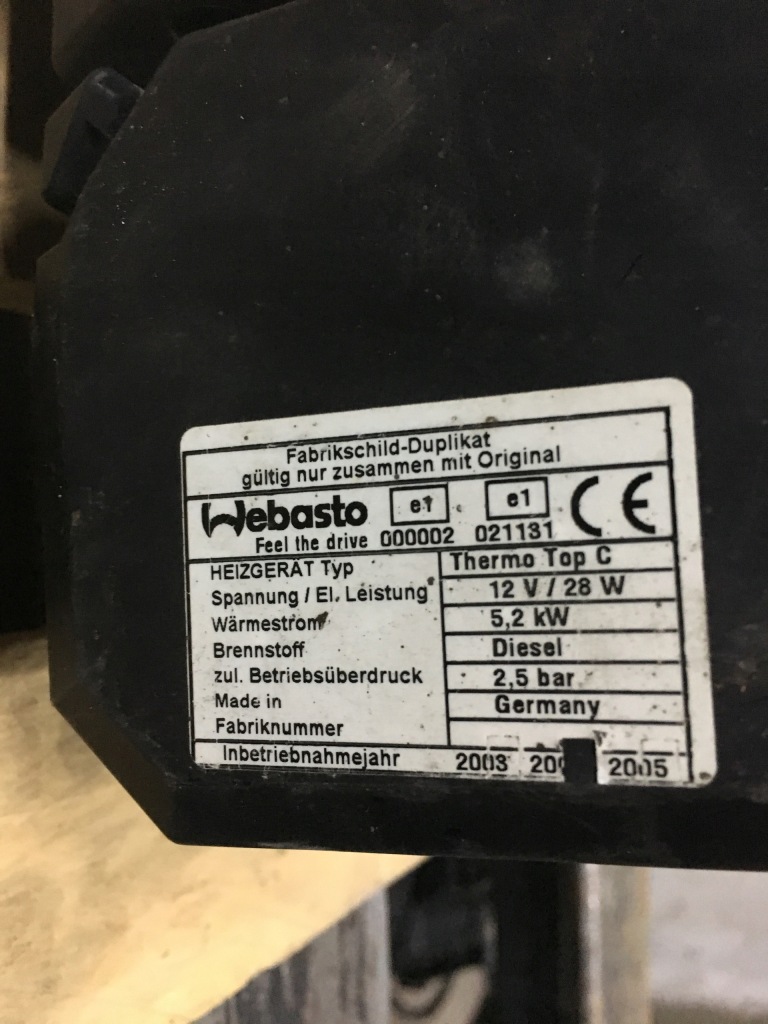 Fabrikschild-Duplikat
gültig nur zusammen mit Original
Webasto e1 e1 CE
Feel the drive 000002 021131
HEIZGERÄT Typ Thermo Top C
Spannung / El. Leistung 12 V / 28 W
Wärmestrom 5,2 kW
Brennstoff Diesel
zul. Betriebsüberdruck 2,5 bar
Made in Germany
Fabriknummer
Inbetriebnahmejahr 2003 2005